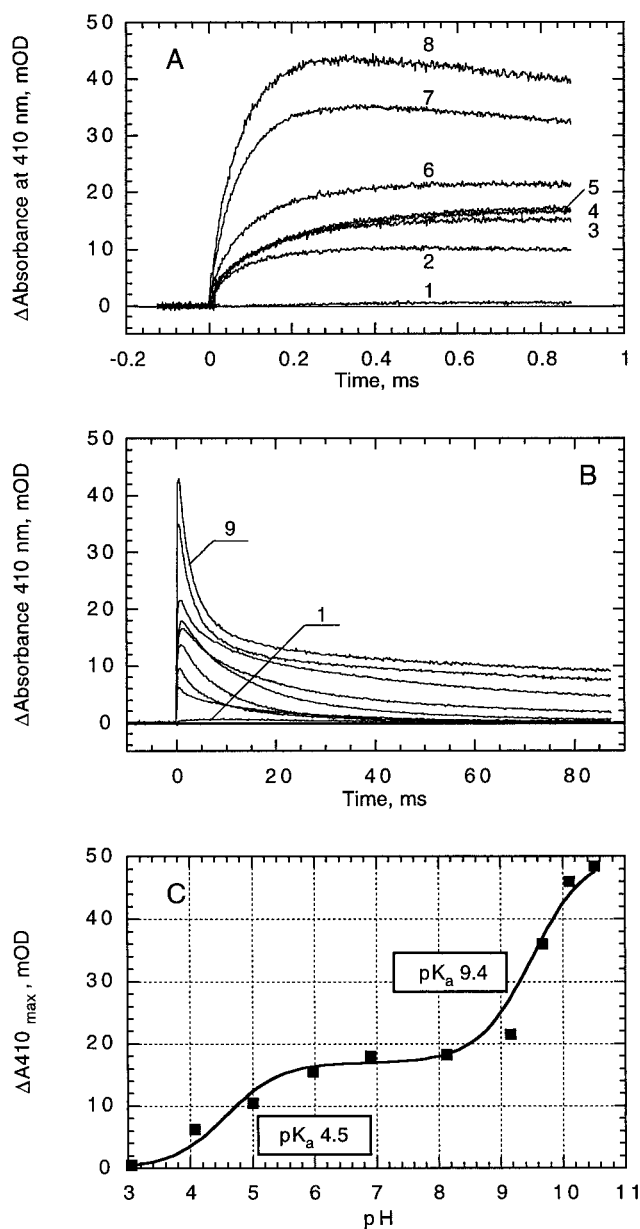 A
ΔAbsorbance at 410 nm, mOD
50
40
30
20
10
0
8
7
6
5
4
3
2
1
-0.2 0 0.2 0.4 0.6 0.8 1
Time, ms
B
ΔAbsorbance 410 nm, mOD
50
40
30
20
10
0
9
1
0 20 40 60 80
Time, ms
C
ΔA410 max, mOD
50
40
30
20
10
0
pKa 9.4
pKa 4.5
3 4 5 6 7 8 9 10 11
pH